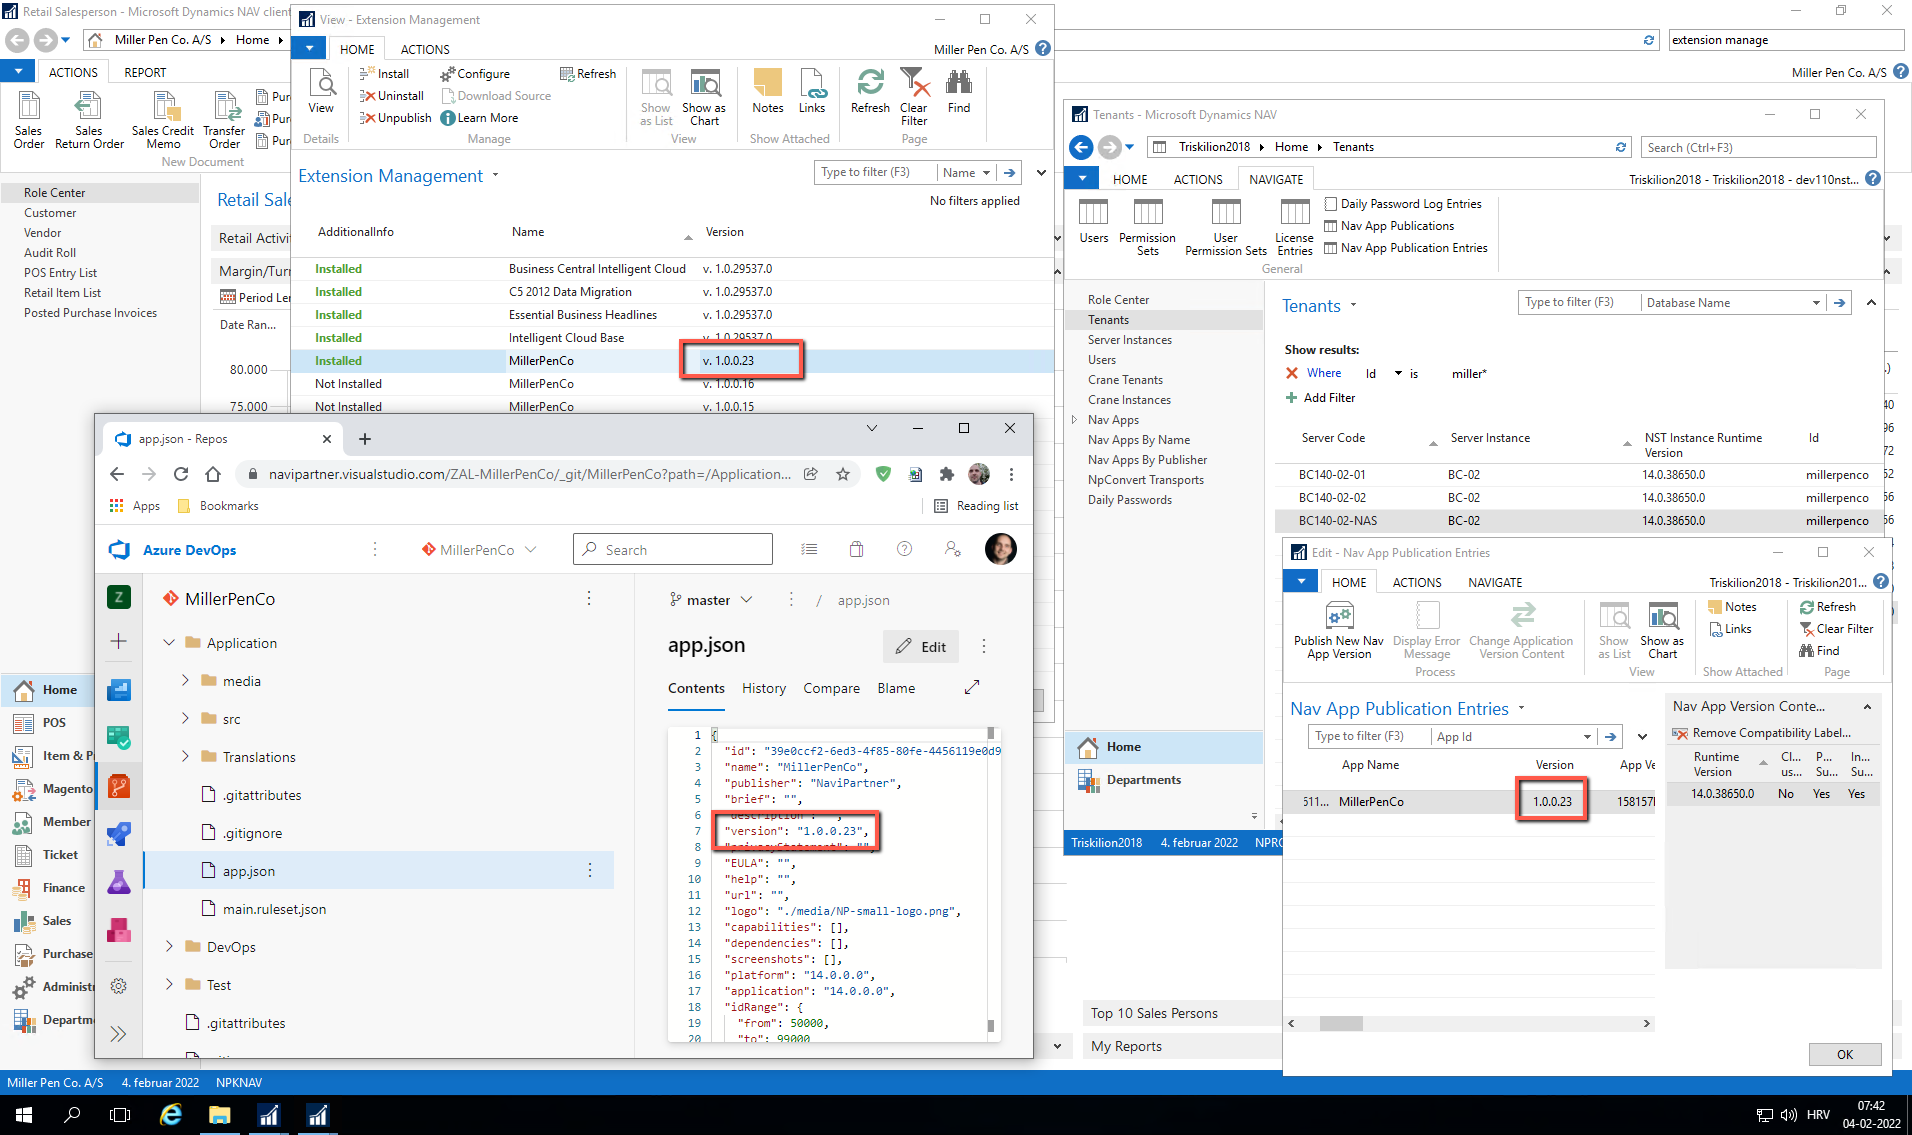 Retail Salesperson - Microsoft Dynamics NAV client
Miller Pen Co. A/S
Home
extension manage
Miller Pen Co. A/S
ACTIONS
REPORT
Sales Order
Sales Return Order
Sales Credit Memo
Transfer Order
New Document
Role Center
Customer
Vendor
Audit Roll
POS Entry List
Retail Item List
Posted Purchase Invoices
Retail Activi
Margin/Turn
Period Len
Date Ran...
80.000
75.000
Home
POS
Item & P
Magento
Member
Ticket
Finance
Sales
Purchase
Administ
Departm
Top 10 Sales Persons
My Reports
Miller Pen Co. A/S
4. februar 2022
NPKNAV
View - Extension Management
HOME
ACTIONS
Miller Pen Co. A/S
View
Details
Install
Uninstall
Unpublish
Configure
Download Source
Learn More
Refresh
Manage
Show as List
Show as Chart
View
Notes
Links
Show Attached
Refresh
Clear Filter
Find
Page
Extension Management
Type to filter (F3)
Name
No filters applied
AdditionalInfo Name Version
Installed Business Central Intelligent Cloud v. 1.0.29537.0
Installed C5 2012 Data Migration v. 1.0.29537.0
Installed Essential Business Headlines v. 1.0.29537.0
Installed Intelligent Cloud Base v. 1.0.29537.0
Installed MillerPenCo v. 1.0.0.23
Not Installed MillerPenCo v. 1.0.0.16
Not Installed MillerPenCo v. 1.0.0.15
app.json - Repos
navipartner.visualstudio.com/ZAL-MillerPenCo/_git/MillerPenCo?path=/Application...
Apps
Bookmarks
Reading list
Azure DevOps
MillerPenCo
Search
Z
MillerPenCo
Application
media
src
Translations
.gitattributes
.gitignore
app.json
main.ruleset.json
DevOps
Test
.gitattributes
master
/ app.json
app.json
Edit
Contents
History
Compare
Blame
1 {
2 "id": "39e0ccf2-6ed3-4f85-80fe-4456119e0d9
3 "name": "MillerPenCo",
4 "publisher": "NaviPartner",
5 "brief": "",
6 "description": "",
7 "version": "1.0.0.23",
8 "privacyStatement": "",
9 "EULA": "",
10 "help": "",
11 "url": "",
12 "logo": "./media/NP-small-logo.png",
13 "capabilities": [],
14 "dependencies": [],
15 "screenshots": [],
16 "platform": "14.0.0.0",
17 "application": "14.0.0.0",
18 "idRange": {
19 "from": 50000,
20 "to": 99000
Tenants - Microsoft Dynamics NAV
Triskilion2018
Home
Tenants
Search (Ctrl+F3)
HOME
ACTIONS
NAVIGATE
Triskilion2018 - Triskilion2018 - dev110nst...
Users
Permission Sets
User Permission Sets
License Entries
Daily Password Log Entries
Nav App Publications
Nav App Publication Entries
General
Role Center
Tenants
Server Instances
Users
Crane Tenants
Crane Instances
Nav Apps
Nav Apps By Name
Nav Apps By Publisher
NpConvert Transports
Daily Passwords
Tenants
Type to filter (F3)
Database Name
Show results:
Where Id is miller*
Add Filter
Server Code Server Instance NST Instance Runtime Version Id
BC140-02-01 BC-02 14.0.38650.0 millerpenco
BC140-02-02 BC-02 14.0.38650.0 millerpenco
BC140-02-NAS BC-02 14.0.38650.0 millerpenco
Home
Departments
Triskilion2018
4. februar 2022
Edit - Nav App Publication Entries
HOME
ACTIONS
NAVIGATE
Triskilion2018 - Triskilion201...
Publish New Nav App Version
Display Error Message
Change Application Version Content
Process
Show as List
Show as Chart
View
Notes
Links
Show Attached
Refresh
Clear Filter
Find
Page
Nav App Publication Entries
Type to filter (F3)
App Id
App Name Version App Ve
511... MillerPenCo 1.0.0.23
Nav App Version Conte...
Remove Compatibility Label...
Runtime Version Cl... us... P... Su... In... Su...
14.0.38650.0 No Yes Yes
OK
HRV
07:42
04-02-2022